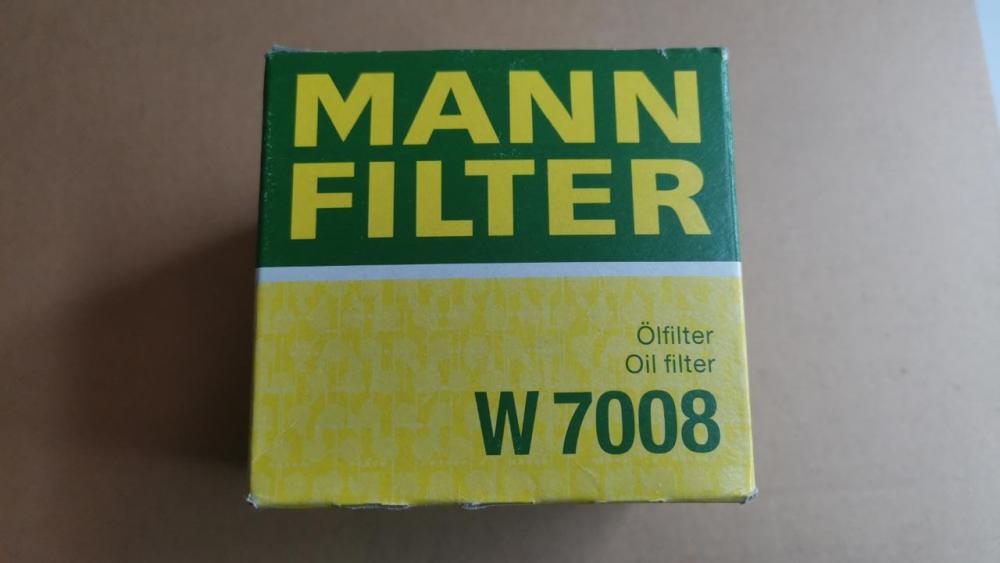 MANN
FILTER
Ölfilter
Oil filter
W 7008